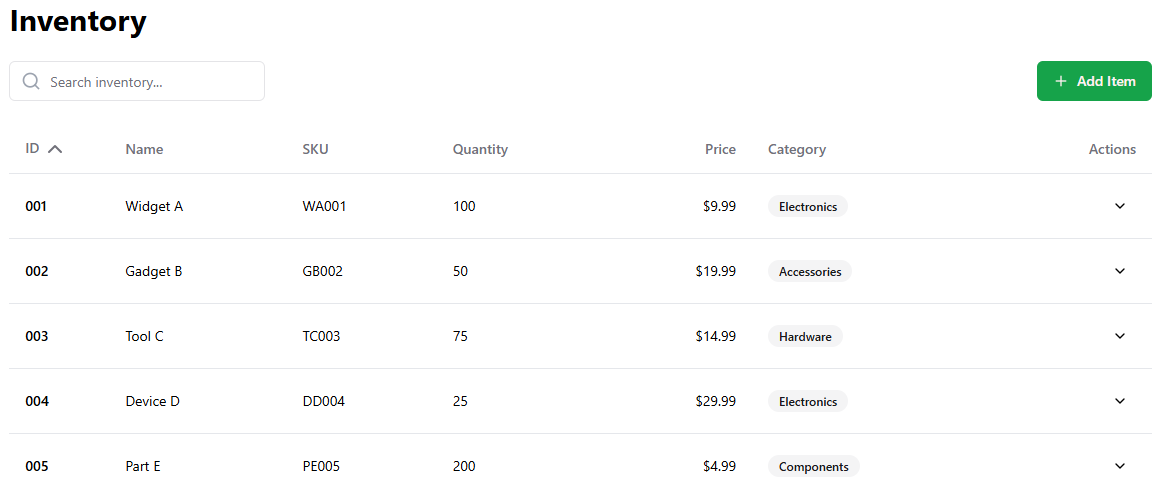 Inventory
Search inventory...
Add Item
ID Name SKU Quantity Price Category Actions
001 Widget A WA001 100 $9.99 Electronics
002 Gadget B GB002 50 $19.99 Accessories
003 Tool C TC003 75 $14.99 Hardware
004 Device D DD004 25 $29.99 Electronics
005 Part E PE005 200 $4.99 Components